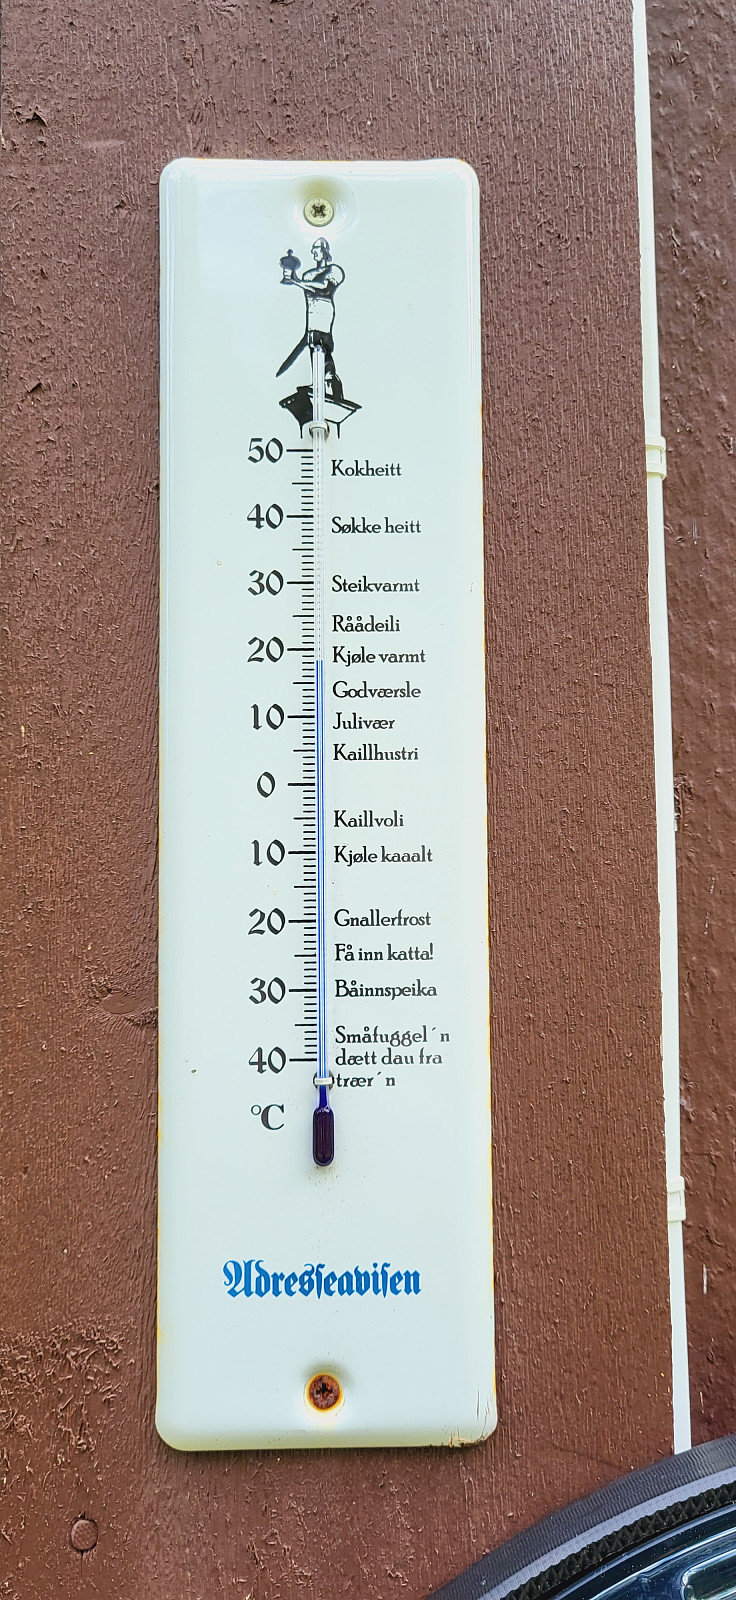 50
Kokheitt
40
Søkke heitt
30
Steikvarmt
Råådeili
20
Kjøle varmt
Godværsle
10
Julivær
Kaillhustri
0
Kaillvoli
10
Kjøle kaaalt
20
Gnallerfrost
Få inn katta!
30
Båinnspeika
Småfuggel´n
40
dætt dau fra
trær´n
°C
Adresseavisen